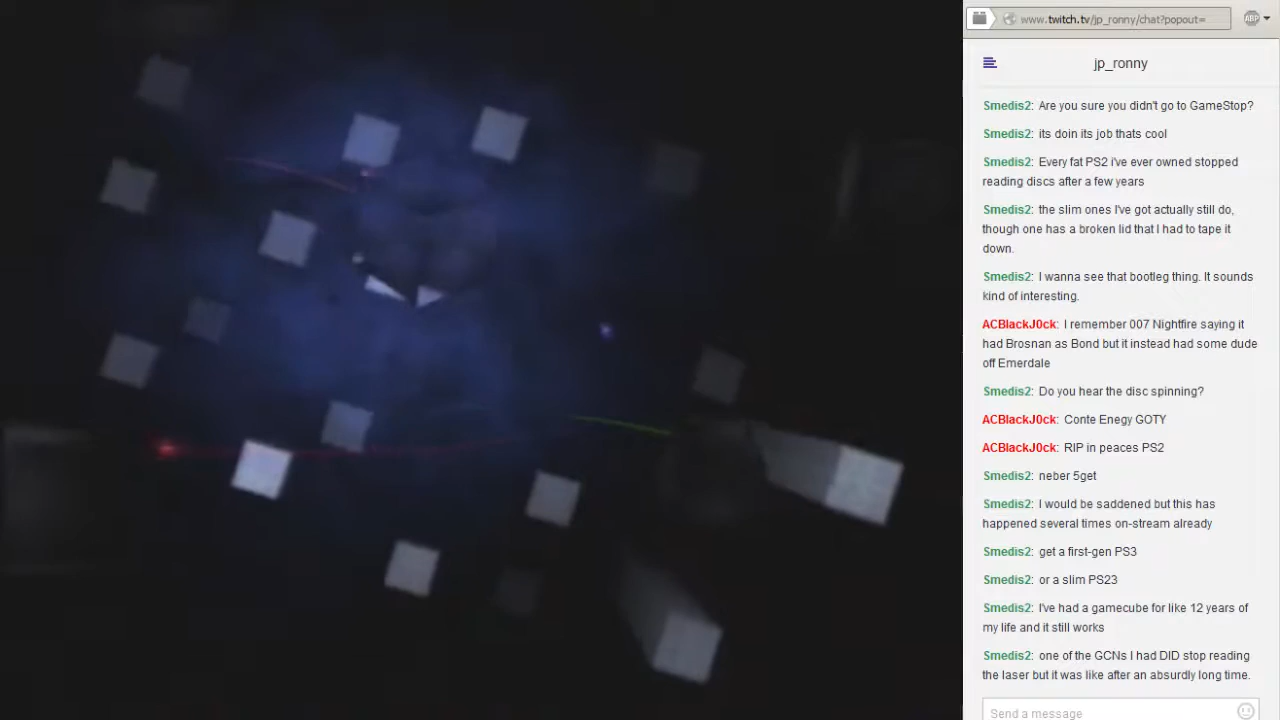 www.twitch.tv/jp_ronny/chat?popout=
ABP
jp_ronny
Smedis2: Are you sure you didn't go to GameStop?
Smedis2: its doin its job thats cool
Smedis2: Every fat PS2 i've ever owned stopped
reading discs after a few years
Smedis2: the slim ones I've got actually still do,
though one has a broken lid that I had to tape it
down.
Smedis2: I wanna see that bootleg thing. It sounds
kind of interesting.
ACBlackJ0ck: I remember 007 Nightfire saying it
had Brosnan as Bond but it instead had some dude
off Emerdale
Smedis2: Do you hear the disc spinning?
ACBlackJ0ck: Conte Enegy GOTY
ACBlackJ0ck: RIP in peaces PS2
Smedis2: neber 5get
Smedis2: I would be saddened but this has
happened several times on-stream already
Smedis2: get a first-gen PS3
Smedis2: or a slim PS23
Smedis2: I've had a gamecube for like 12 years of
my life and it still works
Smedis2: one of the GCNs I had DID stop reading
the laser but it was like after an absurdly long time.
Send a message